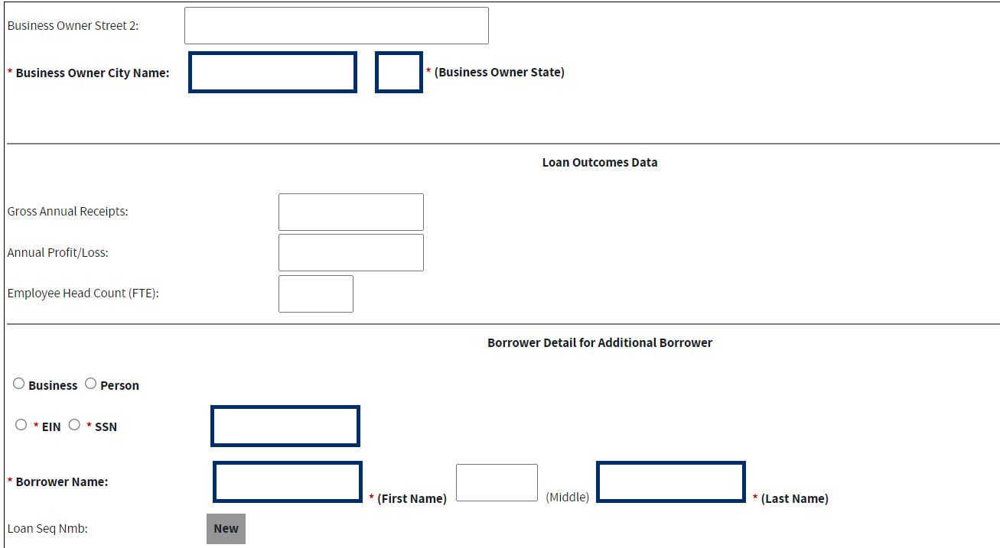 Business Owner Street 2:
* Business Owner City Name: * (Business Owner State)
Loan Outcomes Data
Gross Annual Receipts:
Annual Profit/Loss:
Employee Head Count (FTE):
Borrower Detail for Additional Borrower
Business Person
* EIN * SSN
* Borrower Name: * (First Name) (Middle) * (Last Name)
Loan Seq Nmb: New